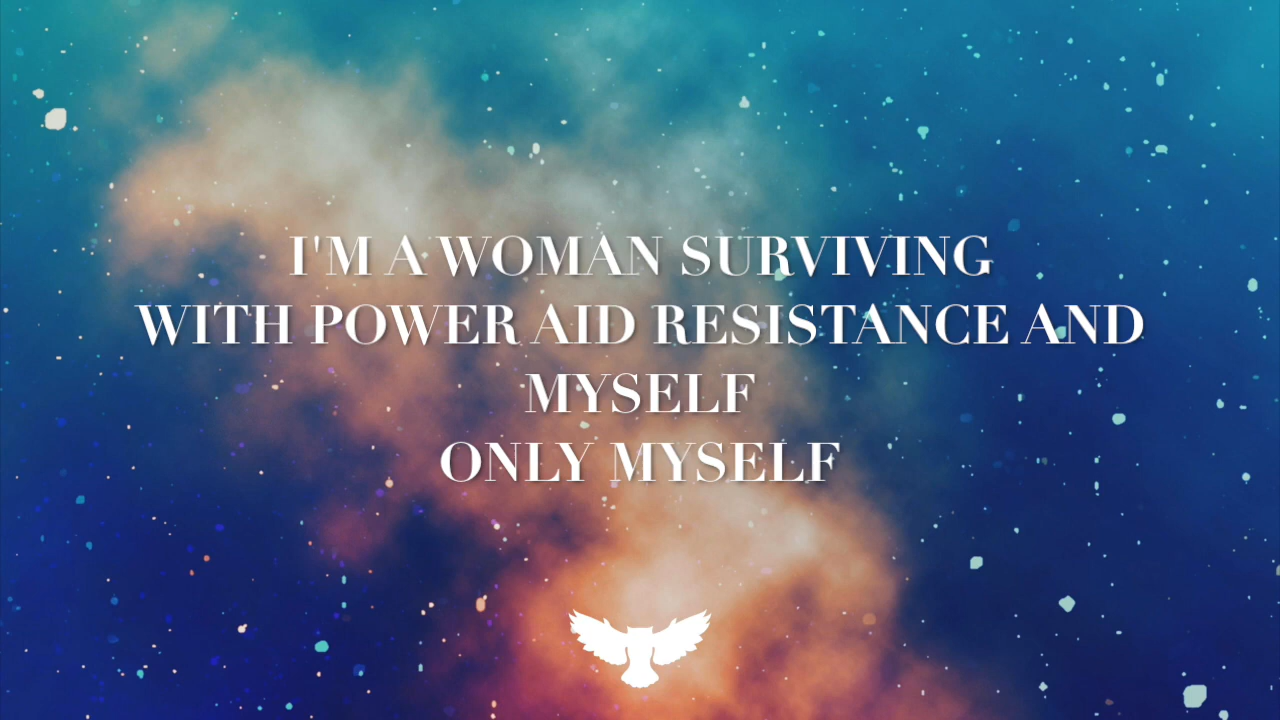 I'M A WOMAN SURVIVING
WITH POWER AID RESISTANCE AND
MYSELF
ONLY MYSELF